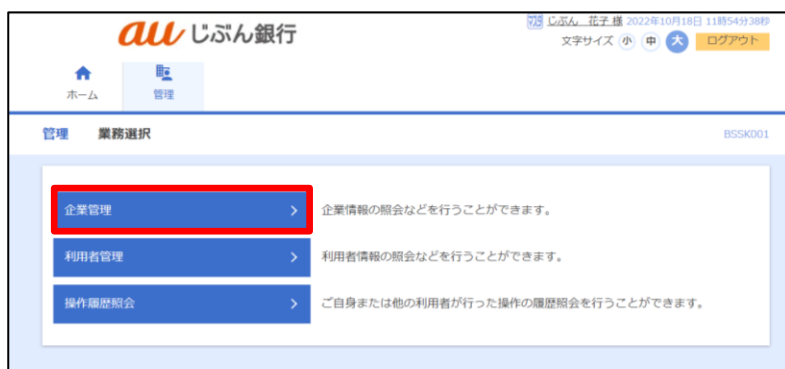 au じぶん銀行
じぶん 花子 様 2022年10月18日 11時54分38秒
文字サイズ 小 中 大 ログアウト
ホーム 管理
管理 業務選択 BSSK001
企業管理 企業情報の照会などを行うことができます。
利用者管理 利用者情報の照会などを行うことができます。
操作履歴照会 ご自身または他の利用者が行った操作の履歴照会を行うことができます。